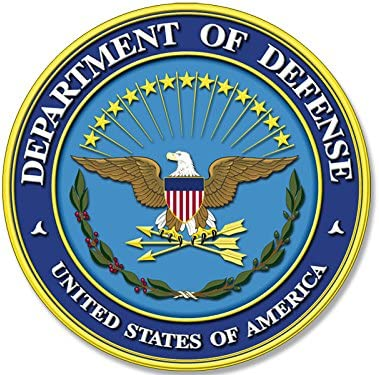 DEPARTMENT OF DEFENSE
UNITED STATES OF AMERICA